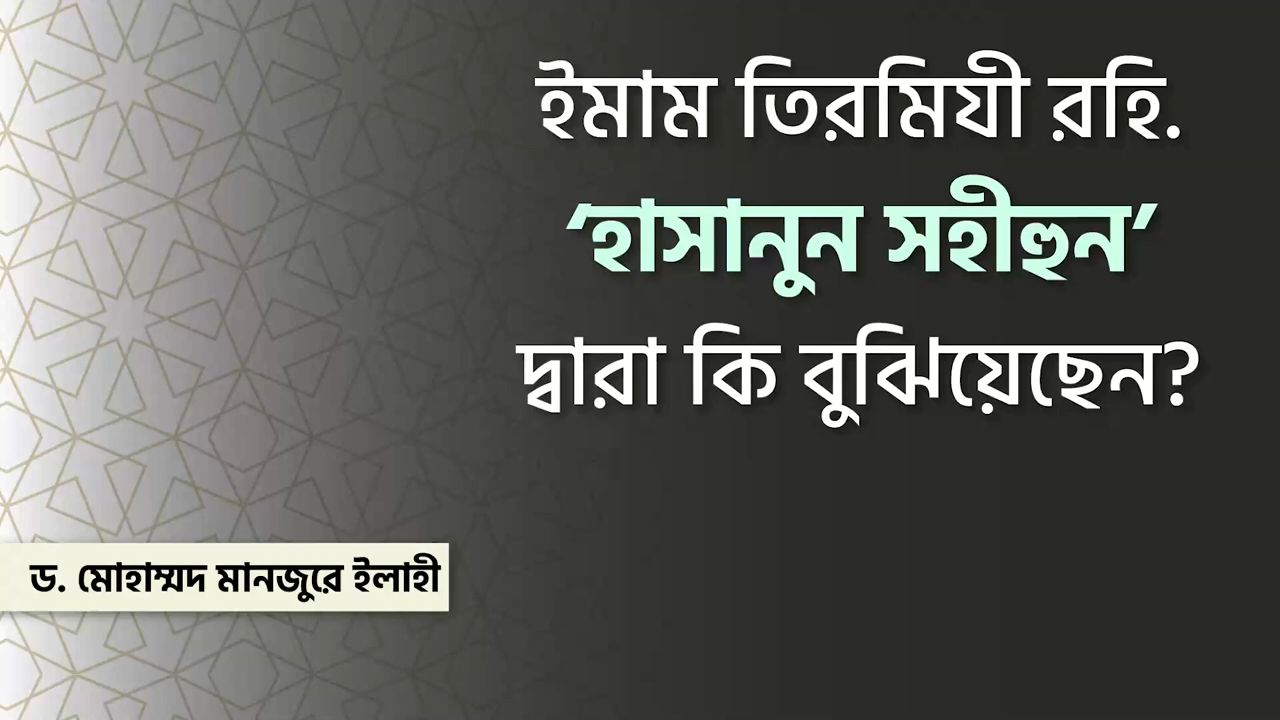 ইমাম তিরমিযী রহি.
‘হাসানুন সহীহুন’
দ্বারা কি বুঝিয়েছেন?
ড. মোহাম্মদ মানজুরে ইলাহী